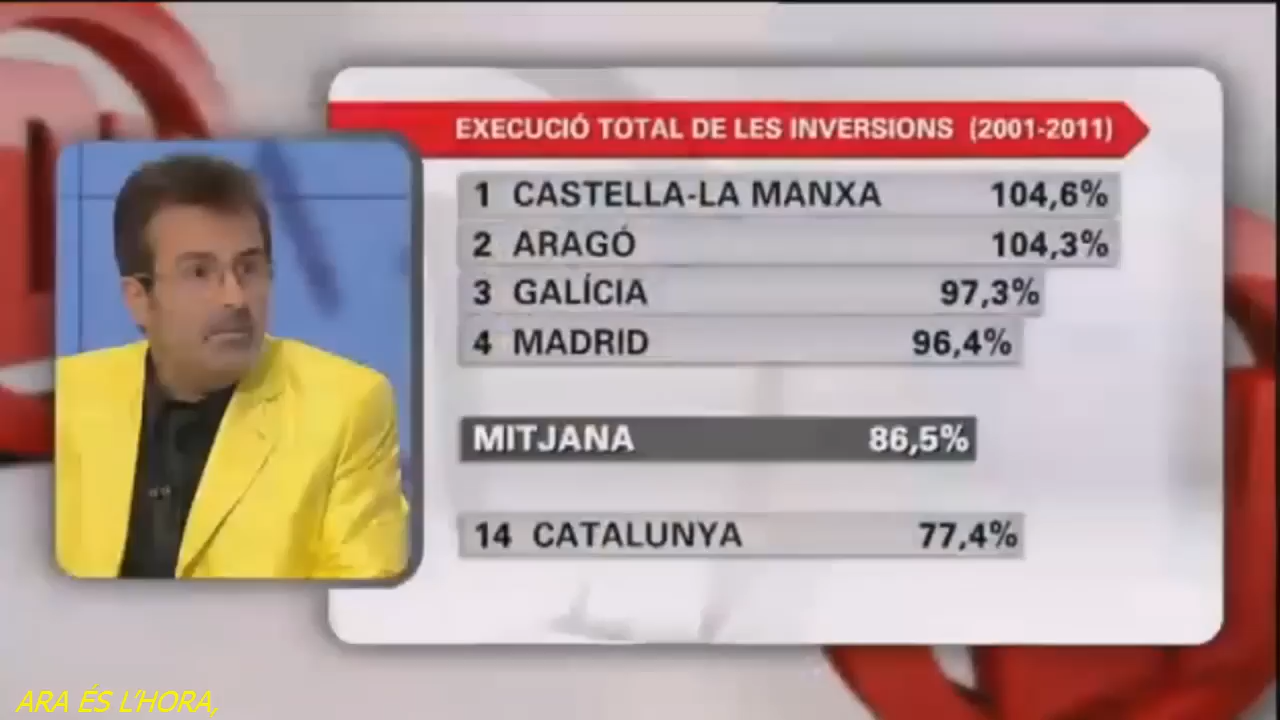 EXECUCIÓ TOTAL DE LES INVERSIONS (2001-2011)
1 CASTELLA-LA MANXA 104,6%
2 ARAGÓ 104,3%
3 GALÍCIA 97,3%
4 MADRID 96,4%
MITJANA 86,5%
14 CATALUNYA 77,4%
ARA ÉS L'HORA,